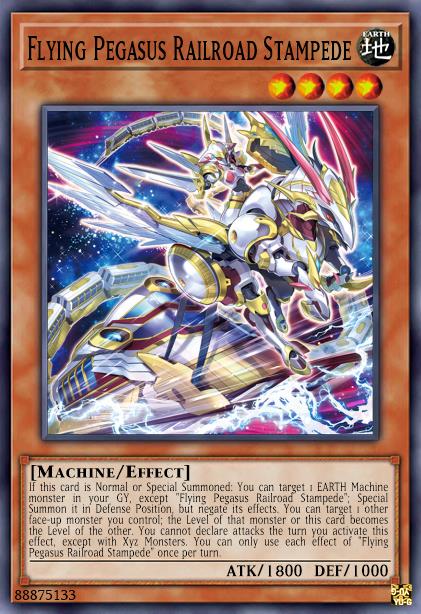 FLYING PEGASUS RAILROAD STAMPEDE
EARTH
地
[MACHINE/EFFECT]
If this card is Normal or Special Summoned: You can target 1 EARTH Machine
monster in your GY, except "Flying Pegasus Railroad Stampede"; Special
Summon it in Defense Position, but negate its effects. You can target 1 other
face-up monster you control; the Level of that monster or this card becomes
the Level of the other. You cannot declare attacks the turn you activate this
effect, except with Xyz Monsters. You can only use each effect of "Flying
Pegasus Railroad Stampede" once per turn.
ATK/1800 DEF/1000
88875133